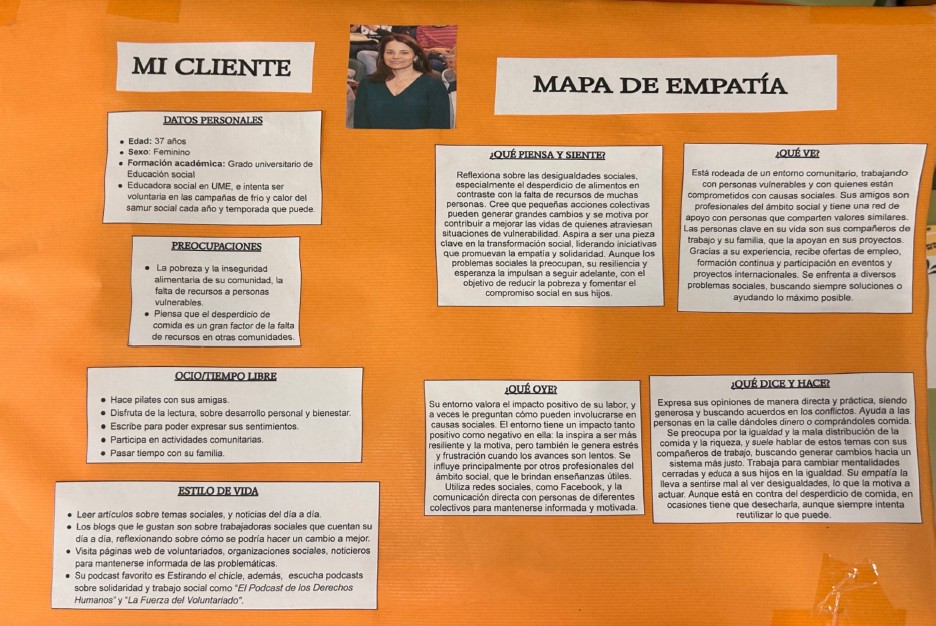 MI CLIENTE
DATOS PERSONALES
● Edad: 37 años
● Sexo: Feminino
● Formación académica: Grado universitario de
Educación social
● Educadora social en UME, e intenta ser
voluntaria en las campañas de frio y calor del
samur social cada año y temporada que puede.
PREOCUPACIONES
● La pobreza y la inseguridad
alimentaria de su comunidad, la
falta de recursos a personas
vulnerables.
● Piensa que el desperdicio de
comida es un gran factor de la falta
de recursos en otras comunidades.
OCIO/TIEMPO LIBRE
● Hace pilates con sus amigas.
● Disfruta de la lectura, sobre desarrollo personal y bienestar.
● Escribe para poder expresar sus sentimientos.
● Participa en actividades comunitarias.
● Pasar tiempo con su familia.
ESTILO DE VIDA
● Leer artículos sobre temas sociales, y noticias del día a día.
● Los blogs que le gustan son sobre trabajadoras sociales que cuentan su
día a día, reflexionando sobre cómo se podría hacer un cambio a mejor.
● Visita páginas web de voluntariados, organizaciones sociales, noticieros
para mantenerse informada de las problemáticas.
● Su podcast favorito es Estirando el chicle, además, escucha podcasts
sobre solidaridad y trabajo social como "El Podcast de los Derechos
Humanos" y "La Fuerza del Voluntariado".
MAPA DE EMPATÍA
¿QUÉ PIENSA Y SIENTE?
Reflexiona sobre las desigualdades sociales,
especialmente el desperdicio de alimentos en
contraste con la falta de recursos de muchas
personas. Cree que pequeñas acciones colectivas
pueden generar grandes cambios y se motiva por
contribuir a mejorar las vidas de quienes atraviesan
situaciones de vulnerabilidad. Aspira a ser una pieza
clave en la transformación social, liderando iniciativas
que promuevan la empatía y solidaridad. Aunque los
problemas sociales la preocupan, su resiliencia y
esperanza la impulsan a seguir adelante, con el
objetivo de reducir la pobreza y fomentar el
compromiso social en sus hijos.
¿QUÉ VE?
Está rodeada de un entorno comunitario, trabajando
con personas vulnerables y con quienes están
comprometidos con causas sociales. Sus amigos son
profesionales del ámbito social y tiene una red de
apoyo con personas que comparten valores similares.
Las personas clave en su vida son sus compañeros de
trabajo y su familia, que la apoyan en sus proyectos.
Gracias a su experiencia, recibe ofertas de empleo,
formación continua y participación en eventos y
proyectos internacionales. Se enfrenta a diversos
problemas sociales, buscando siempre soluciones o
ayudando lo máximo posible.
¿QUÉ OYE?
Su entorno valora el impacto positivo de su labor, y
a veces le preguntan cómo pueden involucrarse en
causas sociales. El entorno tiene un impacto tanto
positivo como negativo en ella: la inspira a ser más
resiliente y la motiva, pero también le genera estrés
y frustración cuando los avances son lentos. Se
influye principalmente por otros profesionales del
ámbito social, que le brindan enseñanzas útiles.
Utiliza redes sociales, como Facebook, y la
comunicación directa con personas de diferentes
colectivos para mantenerse informada y motivada.
¿QUÉ DICE Y HACE?
Expresa sus opiniones de manera directa y práctica, siendo
generosa y buscando acuerdos en los conflictos. Ayuda a las
personas en la calle dándoles dinero o comprándoles comida.
Se preocupa por la igualdad y la mala distribución de la
comida y la riqueza, y suele hablar de estos temas con sus
compañeros de trabajo, buscando generar cambios hacia un
sistema más justo. Trabaja para cambiar mentalidades
cerradas y educa a sus hijos en la igualdad. Su empatía la
lleva a sentirse mal al ver desigualdades, lo que la motiva a
actuar. Aunque está en contra del desperdicio de comida, en
ocasiones tiene que desecharla, aunque siempre intenta
reutilizar lo que puede.